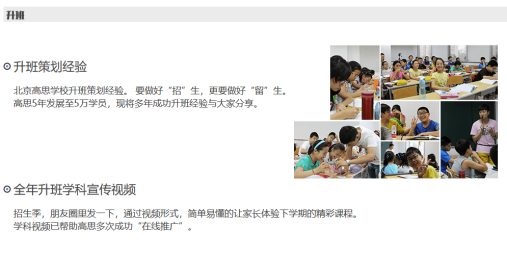 升班
升班策划经验
北京高思学校升班策划经验。 要做好“招”生，更要做好“留”生。
高思5年发展至5万学员，现将多年成功升班经验与大家分享。
全年升班学科宣传视频
招生季，朋友圈里发一下，通过视频形式，简单易懂的让家长体验下学期的精彩课程。
学科视频已帮助高思多次成功“在线推广”。